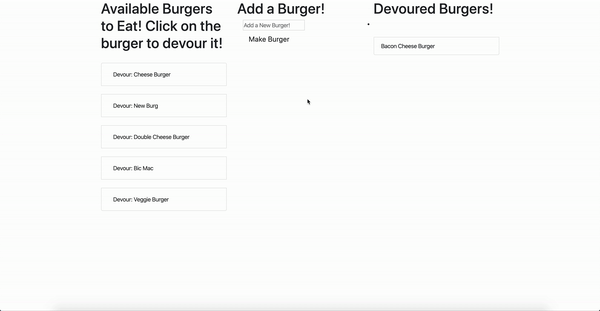 Available Burgers
to Eat! Click on the
burger to devour it!
Devour: Cheese Burger
Devour: New Burg
Devour: Double Cheese Burger
Devour: Bic Mac
Devour: Veggie Burger
Add a Burger!
Add a New Burger!
Make Burger
Devoured Burgers!
Bacon Cheese Burger